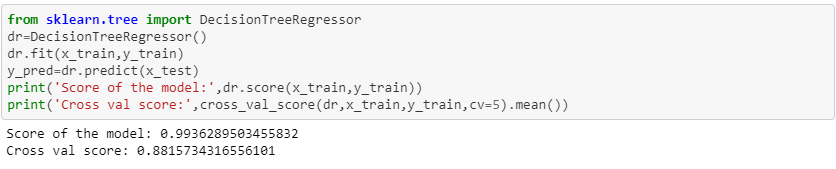 from sklearn.tree import DecisionTreeRegressor
dr=DecisionTreeRegressor()
dr.fit(x_train,y_train)
y_pred=dr.predict(x_test)
print('Score of the model:',dr.score(x_train,y_train))
print('Cross val score:',cross_val_score(dr,x_train,y_train,cv=5).mean())
Score of the model: 0.9936289503455832
Cross val score: 0.8815734316556101